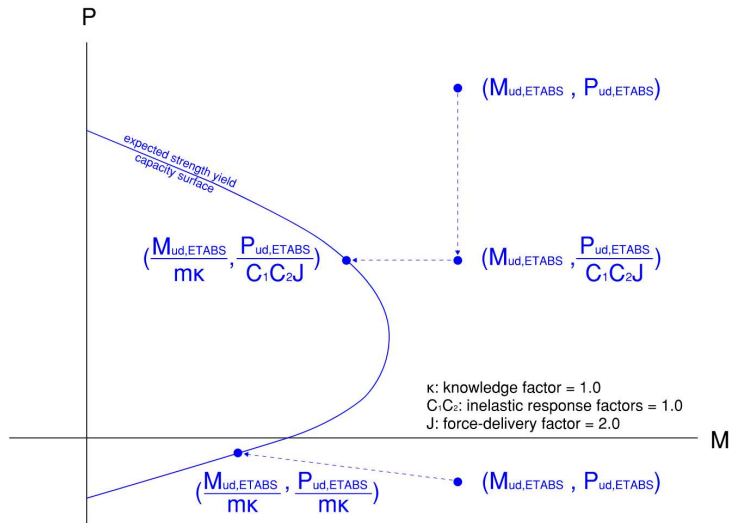 P
(Mud,ETABS , Pud,ETABS)
expected strength yield
capacity surface
(Mud,ETABS/mκ , Pud,ETABS/C1C2J)
(Mud,ETABS , Pud,ETABS/C1C2J)
κ: knowledge factor = 1.0
C1C2: inelastic response factors = 1.0
J: force-delivery factor = 2.0
M
(Mud,ETABS/mκ , Pud,ETABS/mκ)
(Mud,ETABS , Pud,ETABS)